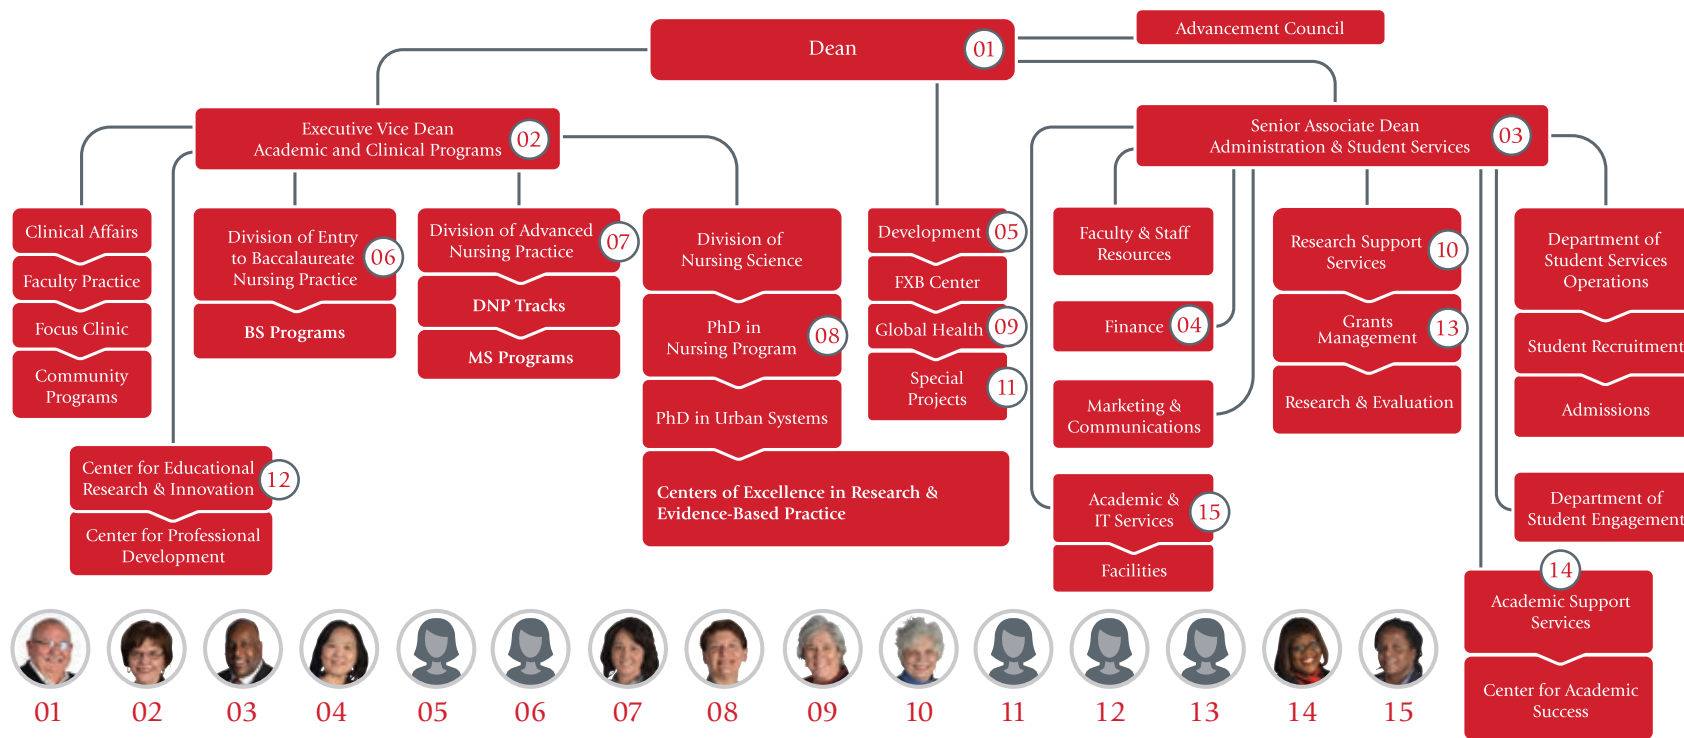 Dean
01
Advancement Council
Executive Vice Dean
Academic and Clinical Programs
02
Senior Associate Dean
Administration & Student Services
03
Clinical Affairs
Faculty Practice
Focus Clinic
Community
Programs
Division of Entry
to Baccalaureate
Nursing Practice
06
BS Programs
Division of Advanced
Nursing Practice
07
DNP Tracks
MS Programs
Division of
Nursing Science
PhD in
Nursing Program
08
PhD in Urban Systems
Centers of Excellence in Research &
Evidence-Based Practice
Development
05
FXB Center
Global Health
09
Special
Projects
11
Faculty & Staff
Resources
Finance
04
Marketing &
Communications
Academic &
IT Services
15
Facilities
Research Support
Services
10
Grants
Management
13
Research & Evaluation
Department of
Student Services
Operations
Student Recruitment
Admissions
Department of
Student Engagement
Center for Educational
Research & Innovation
12
Center for Professional
Development
14
Academic Support
Services
Center for Academic
Success
01
02
03
04
05
06
07
08
09
10
11
12
13
14
15